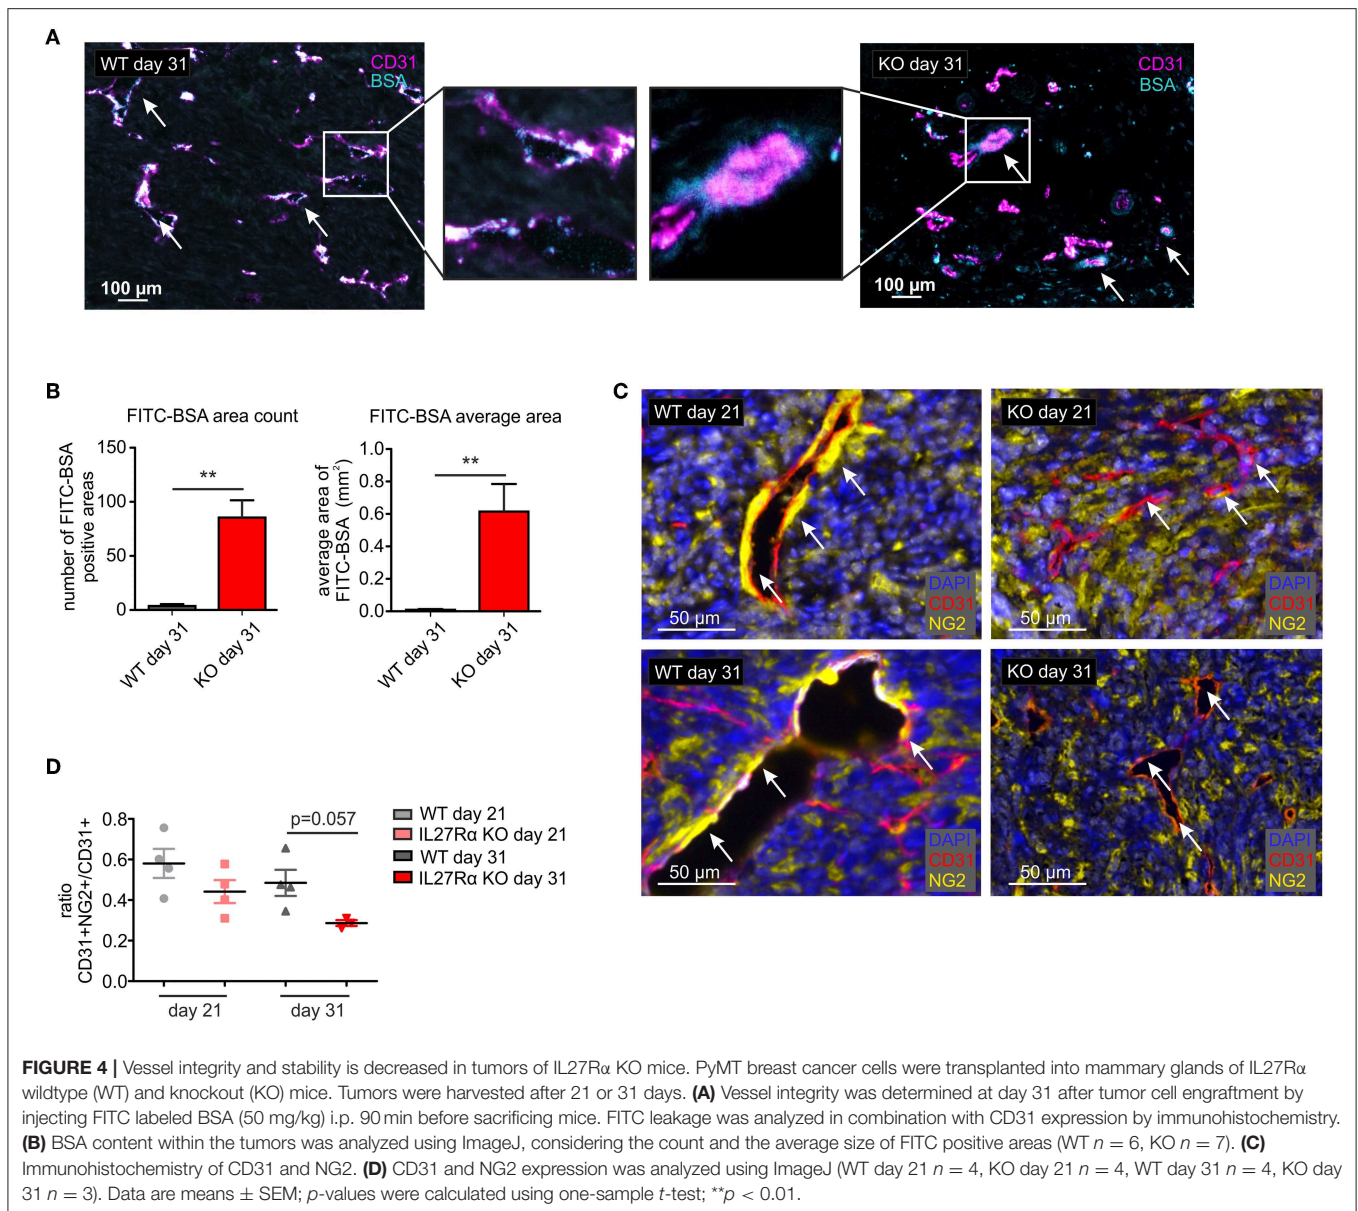 A
WT day 31
CD31
BSA
100 µm
KO day 31
CD31
BSA
100 µm
B
FITC-BSA area count
number of FITC-BSA
positive areas
150
100
50
0
**
WT day 31
KO day 31
FITC-BSA average area
average area of
FITC-BSA (mm²)
1.0
0.8
0.6
0.4
0.2
0.0
**
WT day 31
KO day 31
C
WT day 21
DAPI
CD31
NG2
50 µm
KO day 21
DAPI
CD31
NG2
50 µm
WT day 31
DAPI
CD31
NG2
50 µm
KO day 31
DAPI
CD31
NG2
50 µm
D
ratio
CD31+NG2+/CD31+
0.8
0.6
0.4
0.2
0.0
p=0.057
day 21
day 31
WT day 21
IL27Rα KO day 21
WT day 31
IL27Rα KO day 31
FIGURE 4 | Vessel integrity and stability is decreased in tumors of IL27Rα KO mice. PyMT breast cancer cells were transplanted into mammary glands of IL27Rα
wildtype (WT) and knockout (KO) mice. Tumors were harvested after 21 or 31 days. (A) Vessel integrity was determined at day 31 after tumor cell engraftment by
injecting FITC labeled BSA (50 mg/kg) i.p. 90 min before sacrificing mice. FITC leakage was analyzed in combination with CD31 expression by immunohistochemistry.
(B) BSA content within the tumors was analyzed using ImageJ, considering the count and the average size of FITC positive areas (WT n = 6, KO n = 7). (C)
Immunohistochemistry of CD31 and NG2. (D) CD31 and NG2 expression was analyzed using ImageJ (WT day 21 n = 4, KO day 21 n = 4, WT day 31 n = 4, KO day
31 n = 3). Data are means ± SEM; p-values were calculated using one-sample t-test; **p < 0.01.